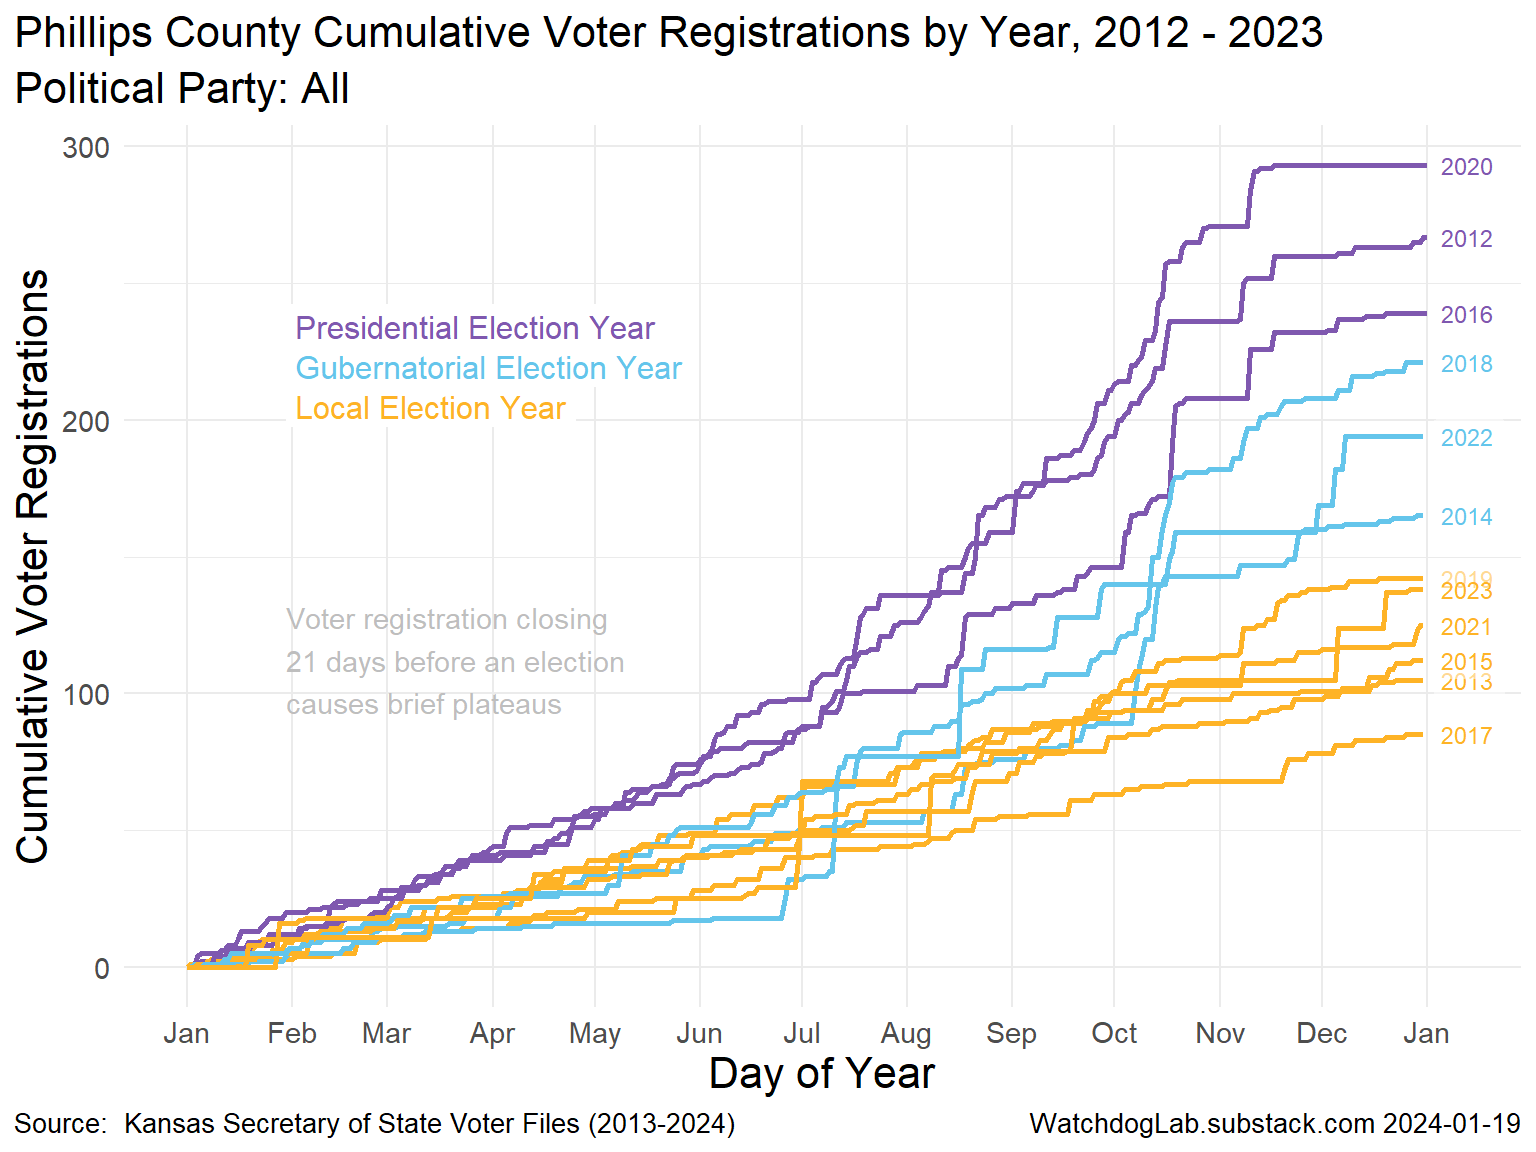 Phillips County Cumulative Voter Registrations by Year, 2012 - 2023
Political Party: All
Cumulative Voter Registrations
300
200
100
0
Presidential Election Year
Gubernatorial Election Year
Local Election Year
Voter registration closing
21 days before an election
causes brief plateaus
2020
2012
2016
2018
2022
2014
2019
2023
2021
2015
2013
2017
Jan Feb Mar Apr May Jun Jul Aug Sep Oct Nov Dec Jan
Day of Year
Source:  Kansas Secretary of State Voter Files (2013-2024)
WatchdogLab.substack.com 2024-01-19